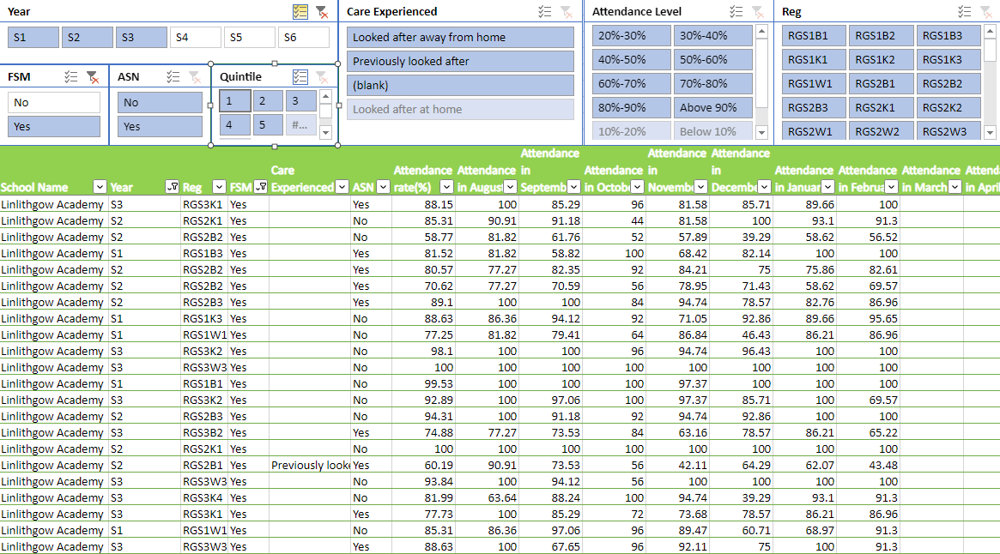 Year
S1 S2 S3 S4 S5 S6
Care Experienced
Looked after away from home
Previously looked after
(blank)
Looked after at home
Attendance Level
20%-30% 30%-40%
40%-50% 50%-60%
60%-70% 70%-80%
80%-90% Above 90%
10%-20% Below 10%
Reg
RGS1B1 RGS1B2 RGS1B3
RGS1K1 RGS1K2 RGS1K3
RGS1W1 RGS2B1 RGS2B2
RGS2B3 RGS2K1 RGS2K2
RGS2W1 RGS2W2 RGS2W3
FSM
No
Yes
ASN
No
Yes
Quintile
1 2 3
4 5 #...
School Name Year Reg FSM Care Experienced ASN Attendance rate(%) Attendance in Augus Attendance in Septemb Attendance in Octob Attendance in Novemb Attendance in Decemb Attendance in Januar Attendance in Februa Attendance in March Attenda in April
Linlithgow Academy S3 RGS3K1 Yes Yes 88.15 100 85.29 96 81.58 85.71 89.66 100
Linlithgow Academy S2 RGS2K1 Yes No 85.31 90.91 91.18 44 81.58 100 93.1 91.3
Linlithgow Academy S2 RGS2B2 Yes No 58.77 81.82 61.76 52 57.89 39.29 58.62 56.52
Linlithgow Academy S1 RGS1B3 Yes Yes 81.52 81.82 58.82 100 68.42 82.14 100 100
Linlithgow Academy S2 RGS2B2 Yes Yes 80.57 77.27 82.35 92 84.21 75 75.86 82.61
Linlithgow Academy S2 RGS2B2 Yes Yes 70.62 77.27 70.59 56 78.95 71.43 58.62 69.57
Linlithgow Academy S2 RGS2B3 Yes Yes 89.1 100 100 84 94.74 78.57 82.76 86.96
Linlithgow Academy S1 RGS1K3 Yes No 88.63 86.36 94.12 92 71.05 92.86 89.66 95.65
Linlithgow Academy S1 RGS1W1 Yes No 77.25 81.82 79.41 64 86.84 46.43 86.21 86.96
Linlithgow Academy S3 RGS3K2 Yes No 98.1 100 100 96 94.74 96.43 100 100
Linlithgow Academy S3 RGS3W3 Yes No 100 100 100 100 100 100 100 100
Linlithgow Academy S1 RGS1B1 Yes No 99.53 100 100 100 97.37 100 100 100
Linlithgow Academy S3 RGS3K2 Yes No 92.89 100 97.06 100 97.37 85.71 100 69.57
Linlithgow Academy S2 RGS2B3 Yes No 94.31 100 91.18 92 94.74 92.86 100 100
Linlithgow Academy S3 RGS3B2 Yes Yes 74.88 77.27 73.53 84 63.16 78.57 86.21 65.22
Linlithgow Academy S2 RGS2K1 Yes No 100 100 100 100 100 100 100 100
Linlithgow Academy S2 RGS2B1 Yes Previously looke Yes 60.19 90.91 73.53 56 42.11 64.29 62.07 43.48
Linlithgow Academy S3 RGS3W3 Yes No 93.84 100 94.12 56 100 100 100 100
Linlithgow Academy S3 RGS3K4 Yes No 81.99 63.64 88.24 100 94.74 39.29 93.1 91.3
Linlithgow Academy S3 RGS3K1 Yes Yes 77.73 100 85.29 72 73.68 78.57 86.21 86.96
Linlithgow Academy S1 RGS1W1 Yes No 85.31 86.36 97.06 96 89.47 60.71 68.97 91.3
Linlithgow Academy S3 RGS3W3 Yes Yes 88.63 100 67.65 96 92.11 75 100 91.3